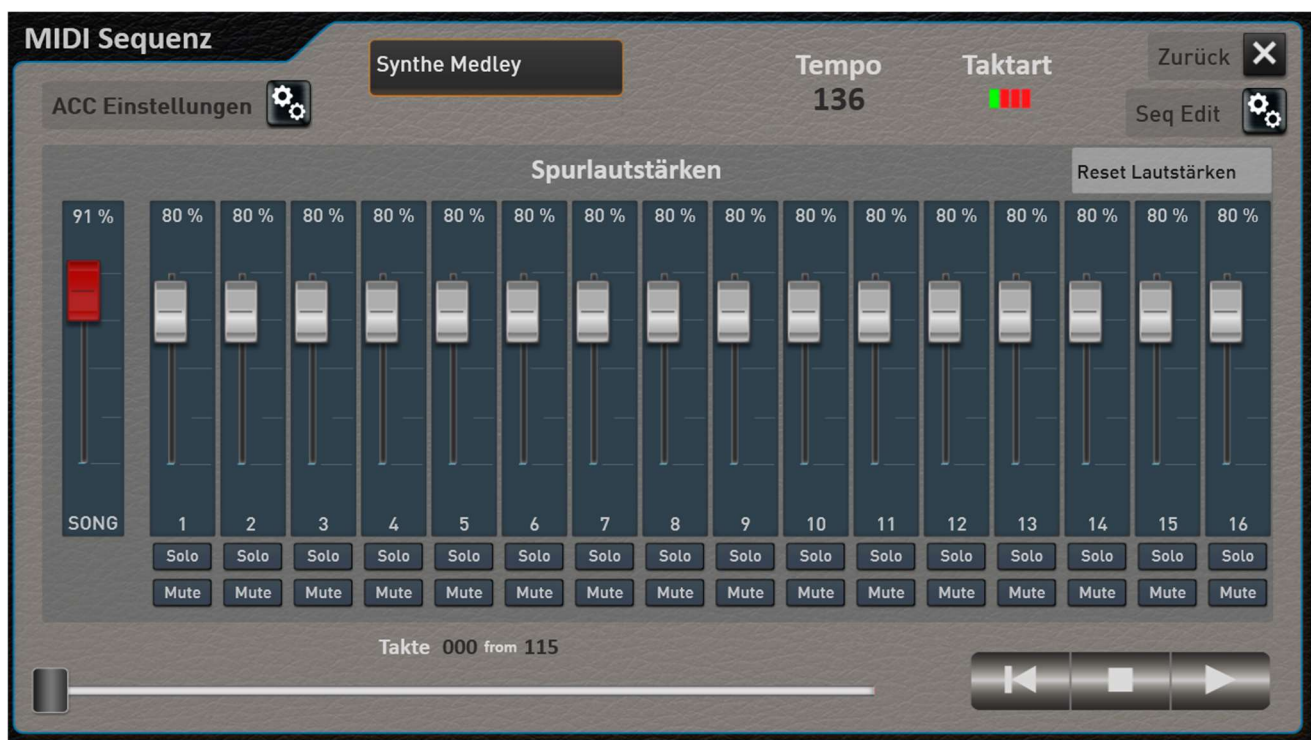 MIDI Sequenz
Synthe Medley
Tempo
136
Taktart
Zurück
ACC Einstellungen
Seq Edit
Spurlautstärken
Reset Lautstärken
91 % 80 % 80 % 80 % 80 % 80 % 80 % 80 % 80 % 80 % 80 % 80 % 80 % 80 % 80 % 80 % 80 %
SONG 1 2 3 4 5 6 7 8 9 10 11 12 13 14 15 16
Solo Solo Solo Solo Solo Solo Solo Solo Solo Solo Solo Solo Solo Solo Solo Solo
Mute Mute Mute Mute Mute Mute Mute Mute Mute Mute Mute Mute Mute Mute Mute Mute
Takte 000 from 115